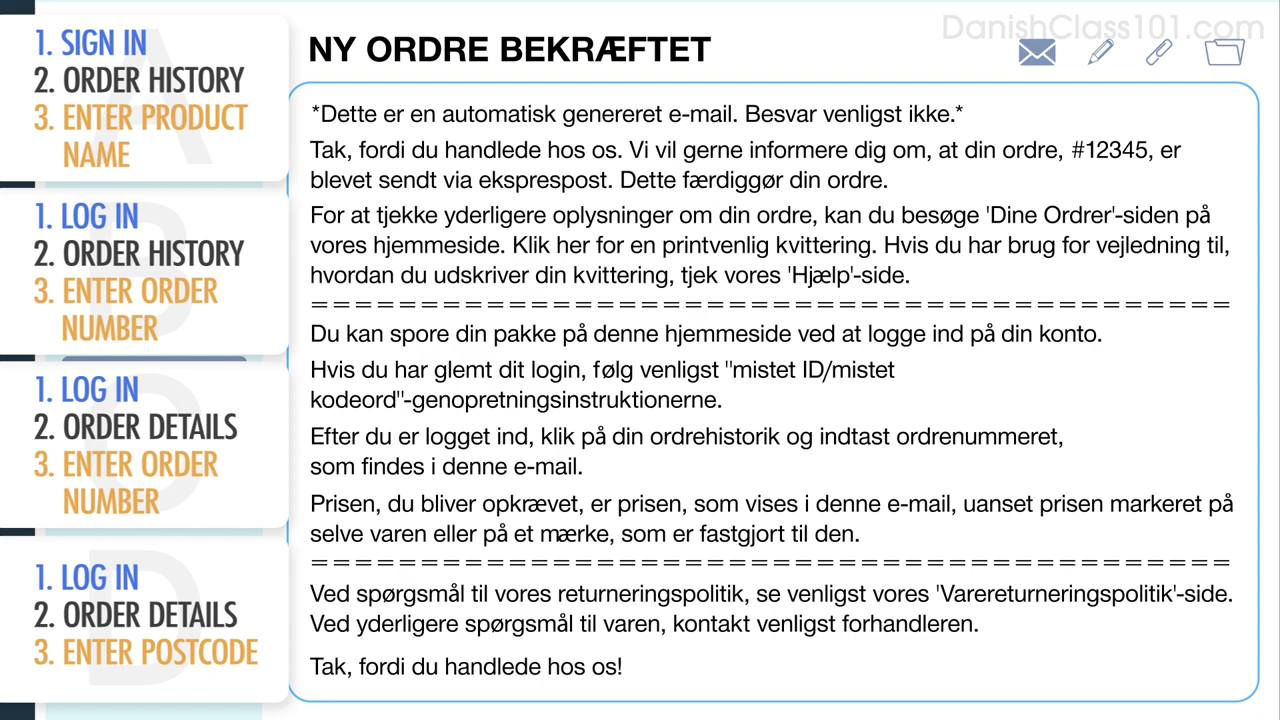 DanishClass101.com
1. SIGN IN
2. ORDER HISTORY
3. ENTER PRODUCT
NAME
A
1. LOG IN
2. ORDER HISTORY
3. ENTER ORDER
NUMBER
B
1. LOG IN
2. ORDER DETAILS
3. ENTER ORDER
NUMBER
C
1. LOG IN
2. ORDER DETAILS
3. ENTER POSTCODE
D
NY ORDRE BEKRÆFTET
*Dette er en automatisk genereret e-mail. Besvar venligst ikke.*
Tak, fordi du handlede hos os. Vi vil gerne informere dig om, at din ordre, #12345, er
blevet sendt via eksprespost. Dette færdiggør din ordre.
For at tjekke yderligere oplysninger om din ordre, kan du besøge 'Dine Ordrer'-siden på
vores hjemmeside. Klik her for en printvenlig kvittering. Hvis du har brug for vejledning til,
hvordan du udskriver din kvittering, tjek vores 'Hjælp'-side.
==========================================
Du kan spore din pakke på denne hjemmeside ved at logge ind på din konto.
Hvis du har glemt dit login, følg venligst "mistet ID/mistet
kodeord"-genopretningsinstruktionerne.
Efter du er logget ind, klik på din ordrehistorik og indtast ordrenummeret,
som findes i denne e-mail.
Prisen, du bliver opkrævet, er prisen, som vises i denne e-mail, uanset prisen markeret på
selve varen eller på et mærke, som er fastgjort til den.
==========================================
Ved spørgsmål til vores returneringspolitik, se venligst vores 'Varereturneringspolitik'-side.
Ved yderligere spørgsmål til varen, kontakt venligst forhandleren.
Tak, fordi du handlede hos os!